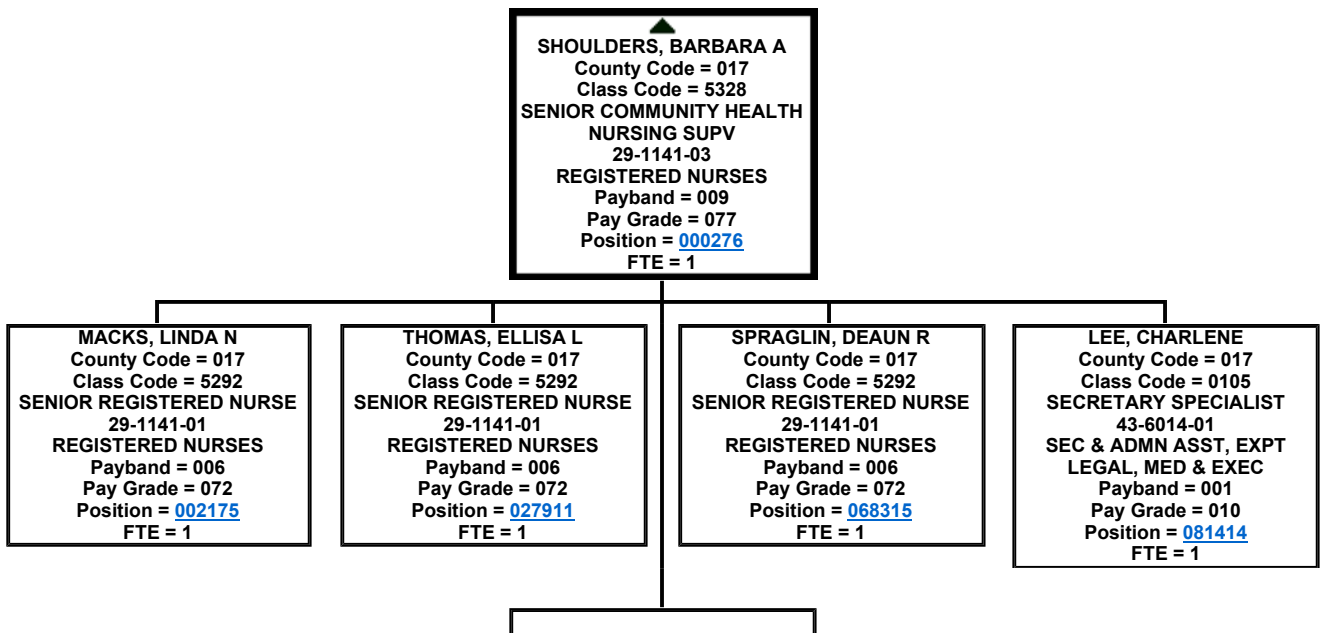 SHOULDERS, BARBARA A
County Code = 017
Class Code = 5328
SENIOR COMMUNITY HEALTH
NURSING SUPV
29-1141-03
REGISTERED NURSES
Payband = 009
Pay Grade = 077
Position = 000276
FTE = 1
MACKS, LINDA N
County Code = 017
Class Code = 5292
SENIOR REGISTERED NURSE
29-1141-01
REGISTERED NURSES
Payband = 006
Pay Grade = 072
Position = 002175
FTE = 1
THOMAS, ELLISA L
County Code = 017
Class Code = 5292
SENIOR REGISTERED NURSE
29-1141-01
REGISTERED NURSES
Payband = 006
Pay Grade = 072
Position = 027911
FTE = 1
SPRAGLIN, DEAUN R
County Code = 017
Class Code = 5292
SENIOR REGISTERED NURSE
29-1141-01
REGISTERED NURSES
Payband = 006
Pay Grade = 072
Position = 068315
FTE = 1
LEE, CHARLENE
County Code = 017
Class Code = 0105
SECRETARY SPECIALIST
43-6014-01
SEC & ADMN ASST, EXPT
LEGAL, MED & EXEC
Payband = 001
Pay Grade = 010
Position = 081414
FTE = 1